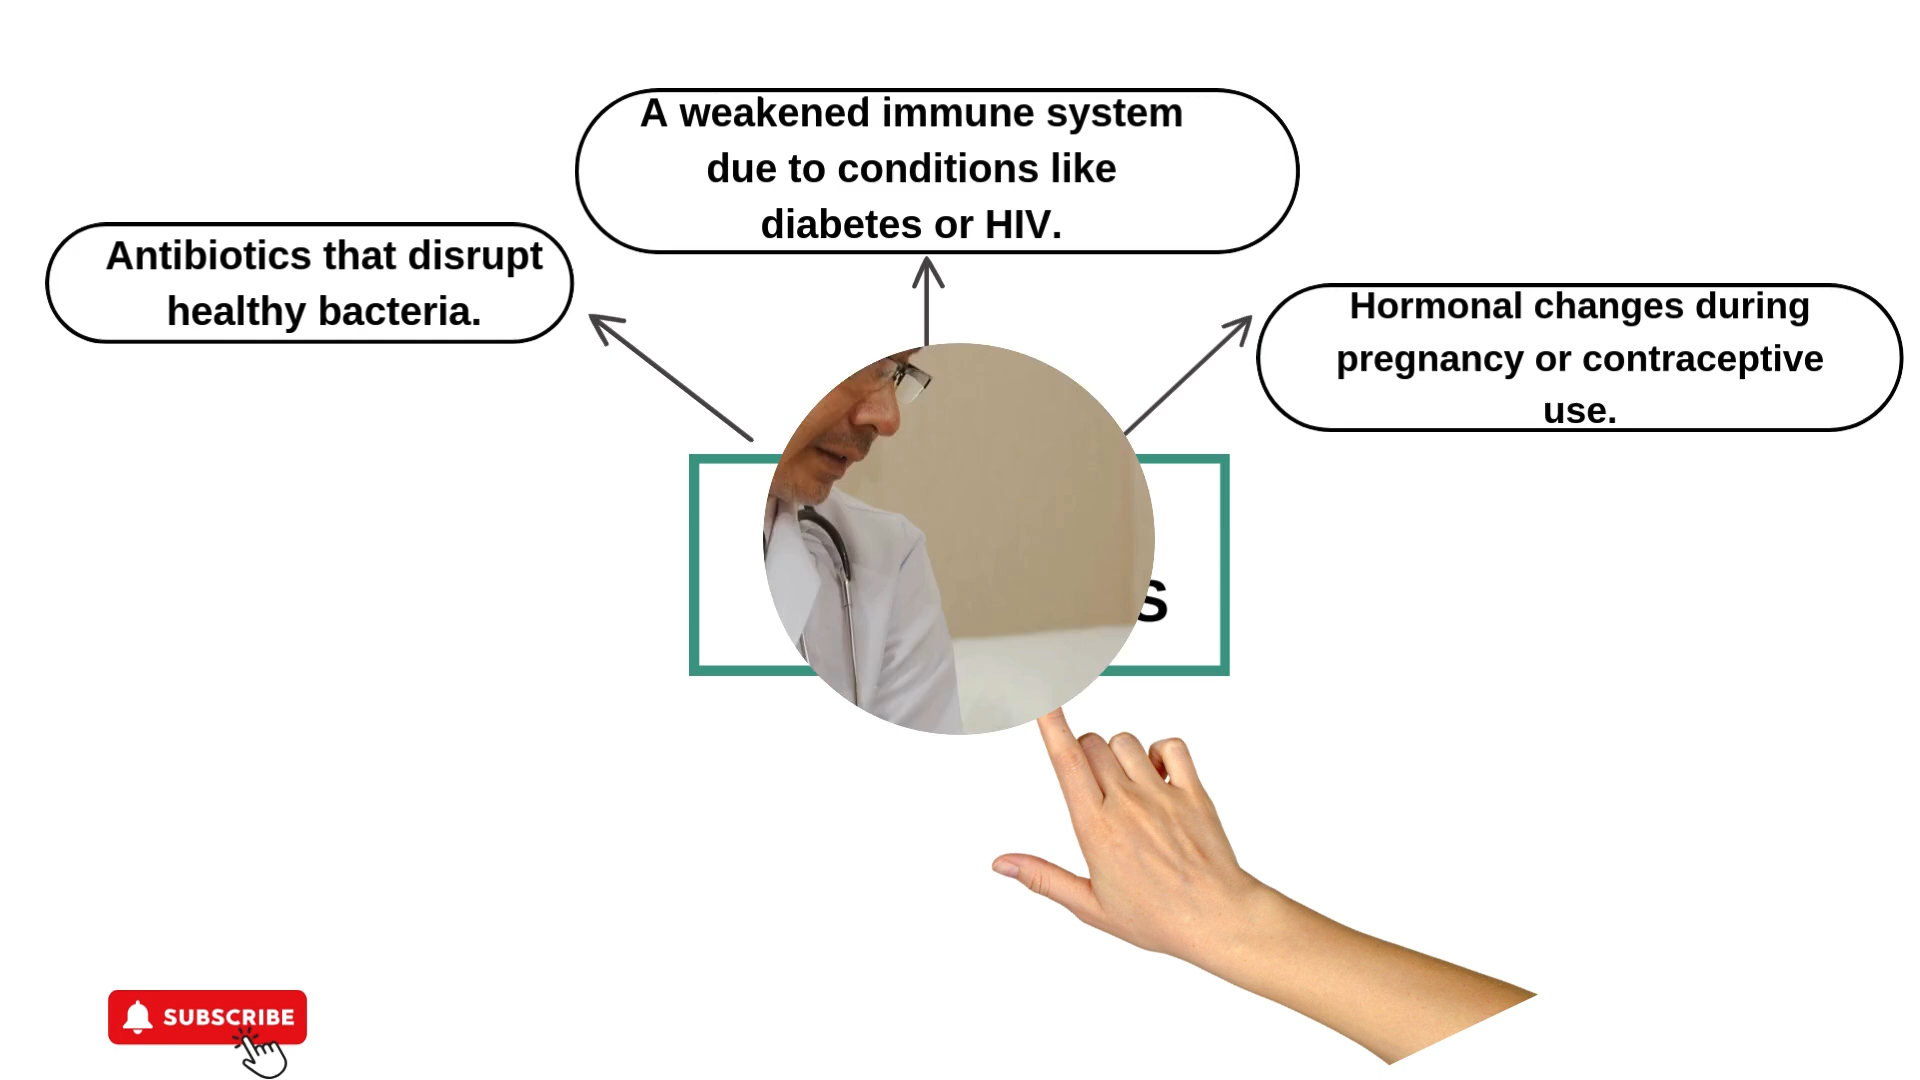 A weakened immune system
due to conditions like
diabetes or HIV.
Antibiotics that disrupt
healthy bacteria.
Hormonal changes during
pregnancy or contraceptive
use.
SUBSCRIBE